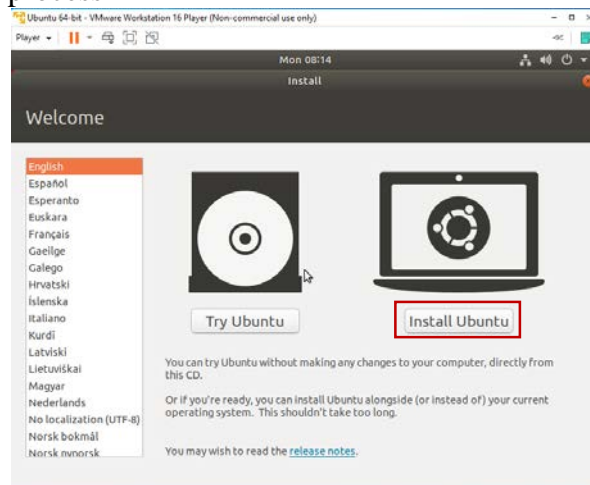 process
Ubuntu 64-bit - VMware Workstation 16 Player (Non-commercial use only)
Player
Mon 08:14
Install
Welcome
English
Español
Esperanto
Euskara
Français
Gaeilge
Galego
Hrvatski
Íslenska
Italiano
Kurdî
Latviski
Lietuviškai
Magyar
Nederlands
No localization (UTF-8)
Norsk bokmål
Norsk nynorsk
Try Ubuntu
Install Ubuntu
You can try Ubuntu without making any changes to your computer, directly from
this CD.
Or if you're ready, you can install Ubuntu alongside (or instead of) your current
operating system. This shouldn't take too long.
You may wish to read the release notes.